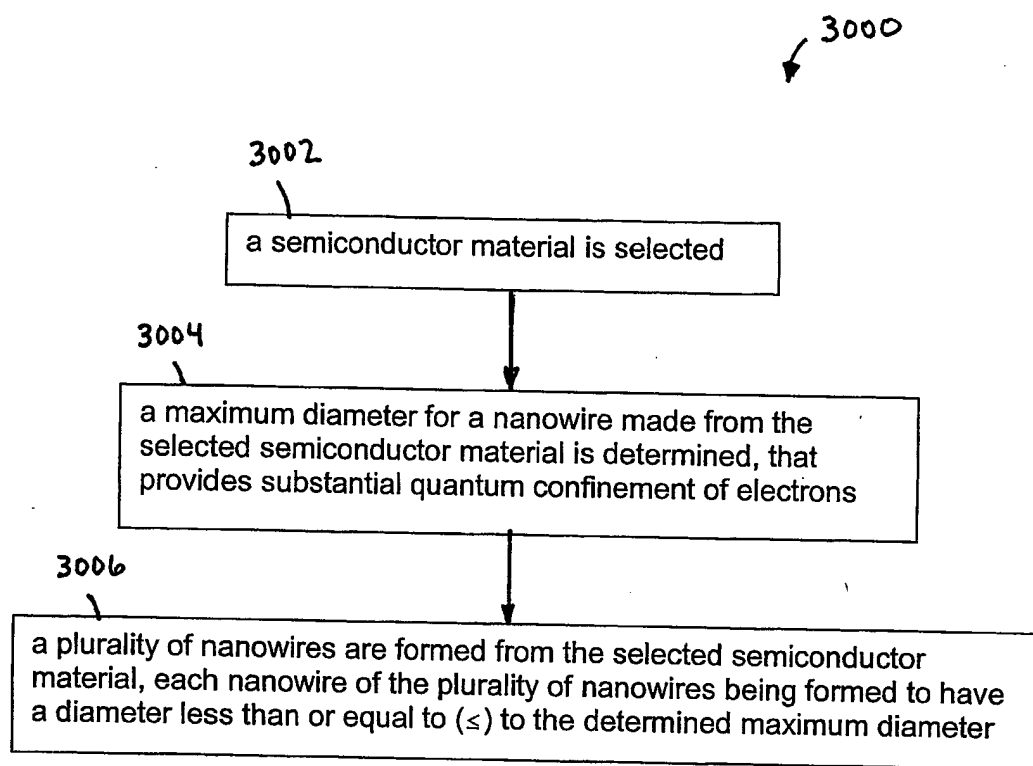 3000
3002
a semiconductor material is selected
3004
a maximum diameter for a nanowire made from the
selected semiconductor material is determined, that
provides substantial quantum confinement of electrons
3006
a plurality of nanowires are formed from the selected semiconductor
material, each nanowire of the plurality of nanowires being formed to have
a diameter less than or equal to (≤) to the determined maximum diameter